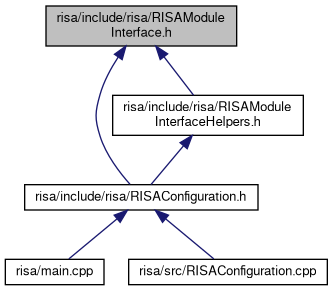 risa/include/risa/RISAModule
Interface.h
risa/include/risa/RISAModule
InterfaceHelpers.h
risa/include/risa/RISAConfiguration.h
risa/main.cpp
risa/src/RISAConfiguration.cpp